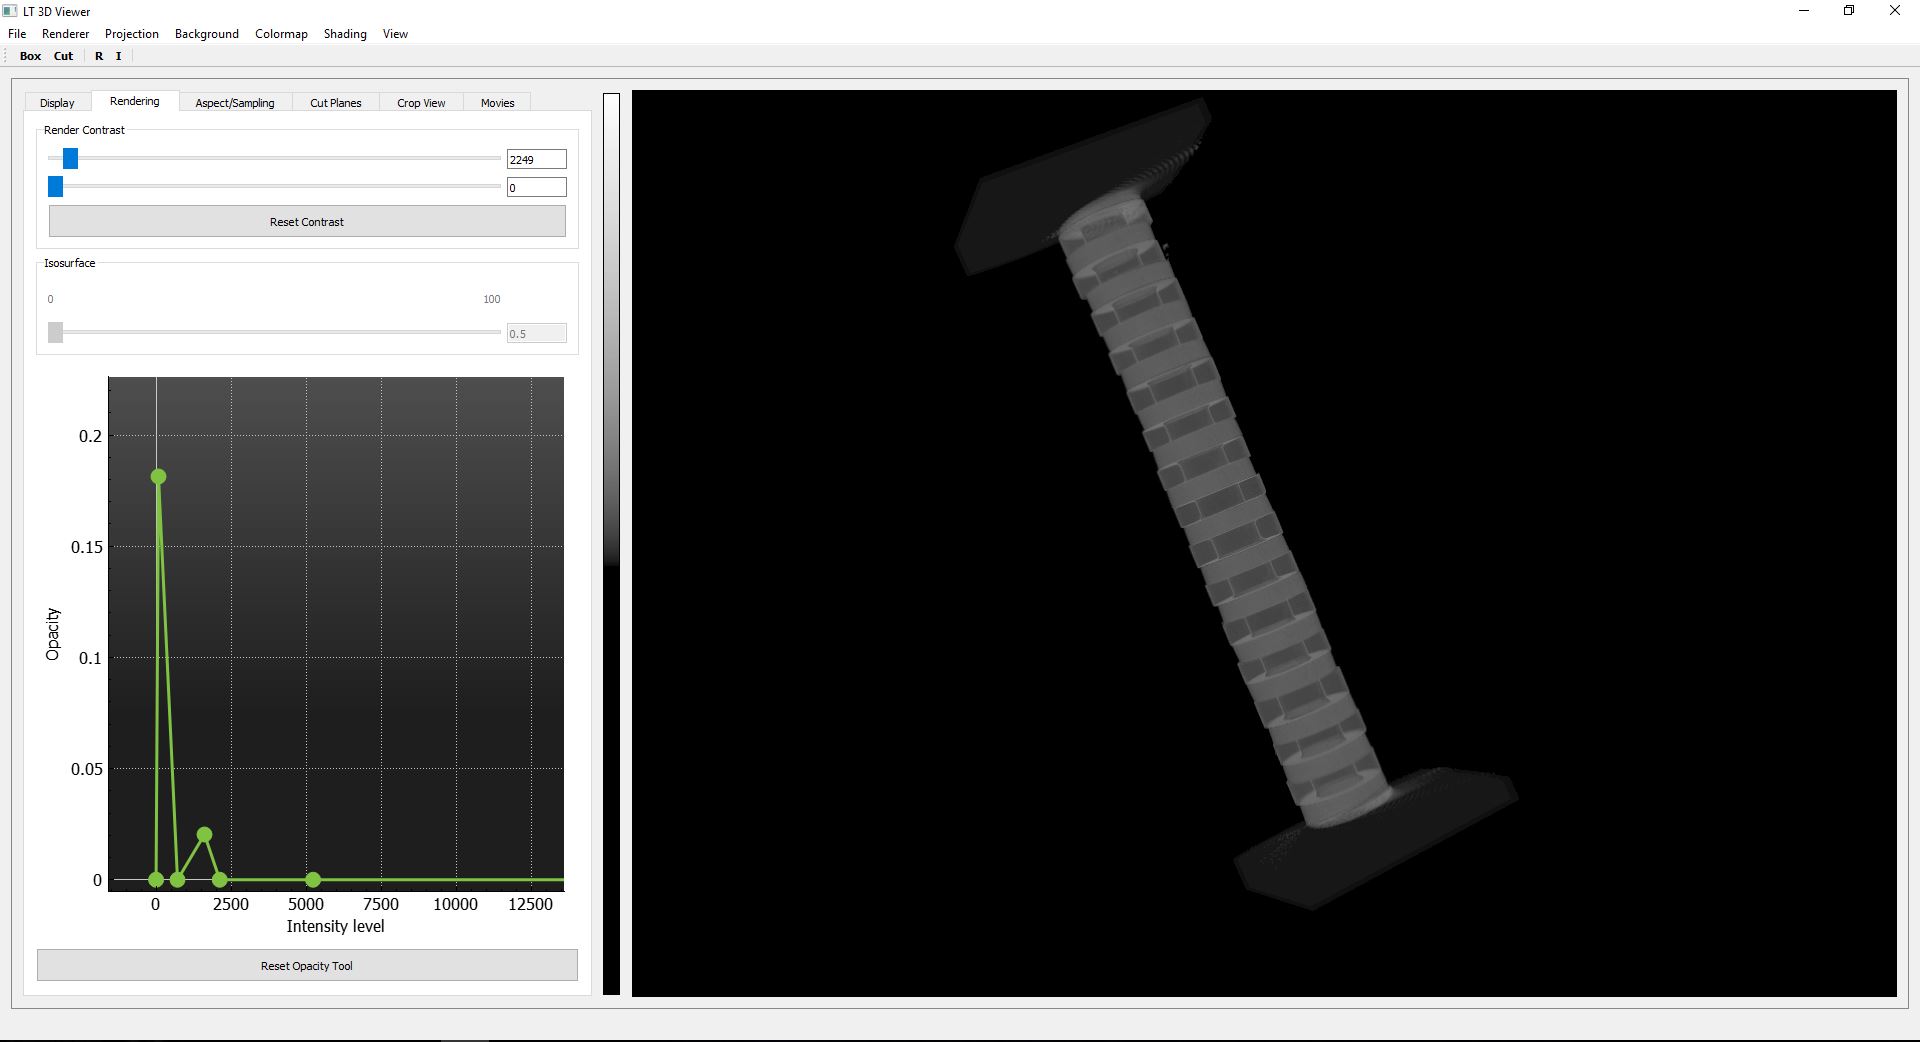 LT 3D Viewer
File Renderer Projection Background Colormap Shading View
Box Cut R I
Display Rendering Aspect/Sampling Cut Planes Crop View Movies
Render Contrast
2249
0
Reset Contrast
Isosurface
0 100
0.5
0.2
0.15
0.1
0.05
0
Opacity
0 2500 5000 7500 10000 12500
Intensity level
Reset Opacity Tool